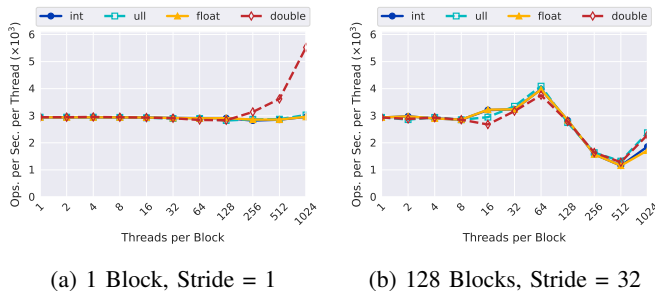 int ull float double
Ops. per Sec. per Thread (×10³)
6
5
4
3
2
1
0
1 2 4 8 16 32 64 128 256 512 1024
Threads per Block
(a) 1 Block, Stride = 1
int ull float double
Ops. per Sec. per Thread (×10³)
6
5
4
3
2
1
0
1 2 4 8 16 32 64 128 256 512 1024
Threads per Block
(b) 128 Blocks, Stride = 32